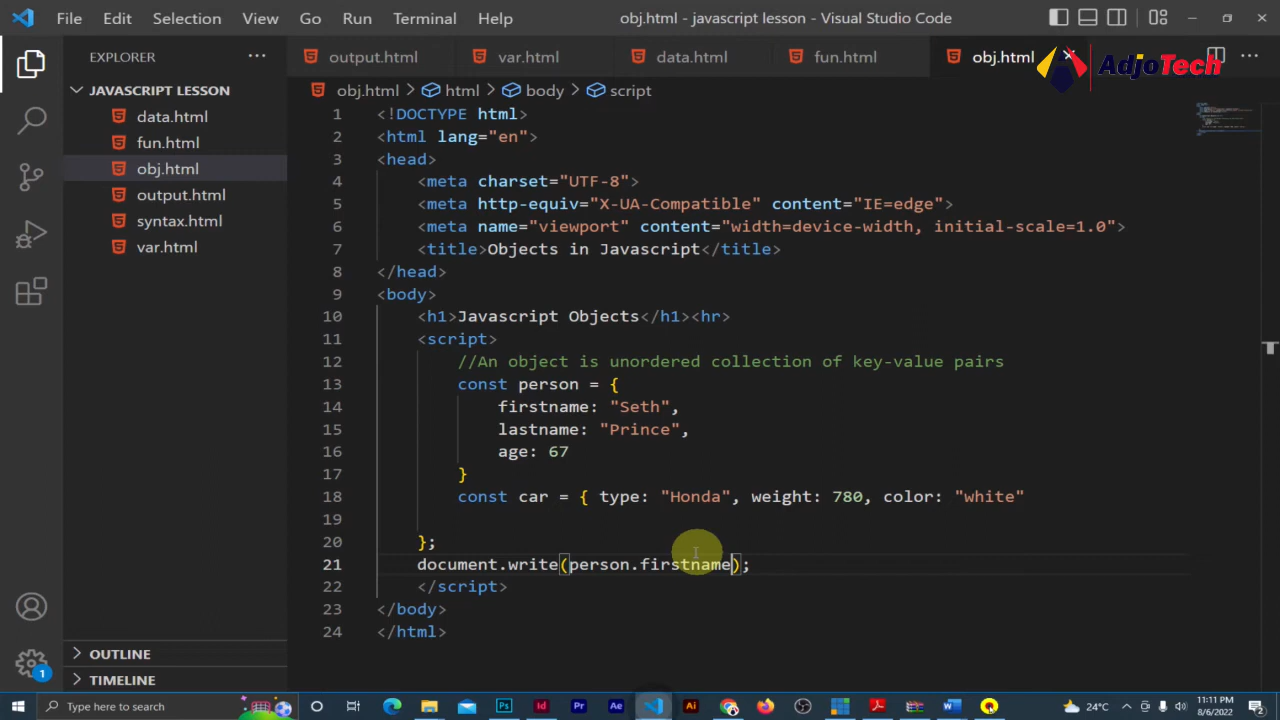 File Edit Selection View Go Run Terminal Help obj.html - javascript lesson - Visual Studio Code
EXPLORER
output.html var.html data.html fun.html obj.html
AdjoTech
JAVASCRIPT LESSON
data.html
fun.html
obj.html
output.html
syntax.html
var.html
obj.html > html > body > script
1 <!DOCTYPE html>
2 <html lang="en">
3 <head>
4 <meta charset="UTF-8">
5 <meta http-equiv="X-UA-Compatible" content="IE=edge">
6 <meta name="viewport" content="width=device-width, initial-scale=1.0">
7 <title>Objects in Javascript</title>
8 </head>
9 <body>
10 <h1>Javascript Objects</h1><hr>
11 <script>
12 //An object is unordered collection of key-value pairs
13 const person = {
14 firstname: "Seth",
15 lastname: "Prince",
16 age: 67
17 }
18 const car = { type: "Honda", weight: 780, color: "white"
19
20 };
21 document.write(person.firstname);
22 </script>
23 </body>
24 </html>
OUTLINE
TIMELINE
1
Type here to search
Ps Id Pr Ae Ai
24°C
11:11 PM
8/6/2022
2